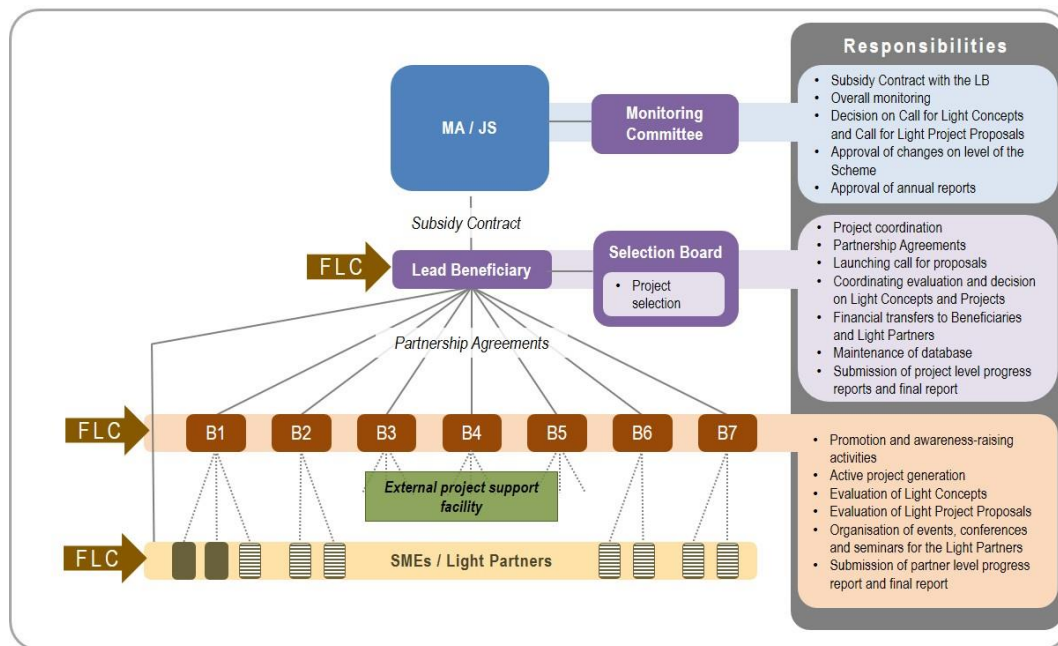 Responsibilities
MA / JS
Monitoring
Committee
• Subsidy Contract with the LB
• Overall monitoring
• Decision on Call for Light Concepts
and Call for Light Project Proposals
• Approval of changes on level of the
Scheme
• Approval of annual reports
Subsidy Contract
FLC
Lead Beneficiary
Selection Board
• Project
selection
• Project coordination
• Partnership Agreements
• Launching call for proposals
• Coordinating evaluation and decision
on Light Concepts and Projects
• Financial transfers to Beneficiaries
and Light Partners
• Maintenance of database
• Submission of project level progress
reports and final report
Partnership Agreements
FLC
B1
B2
B3
B4
B5
B6
B7
External project support
facility
• Promotion and awareness-raising
activities
• Active project generation
• Evaluation of Light Concepts
• Evaluation of Light Project Proposals
• Organisation of events, conferences
and seminars for the Light Partners
• Submission of partner level progress
report and final report
FLC
SMEs / Light Partners